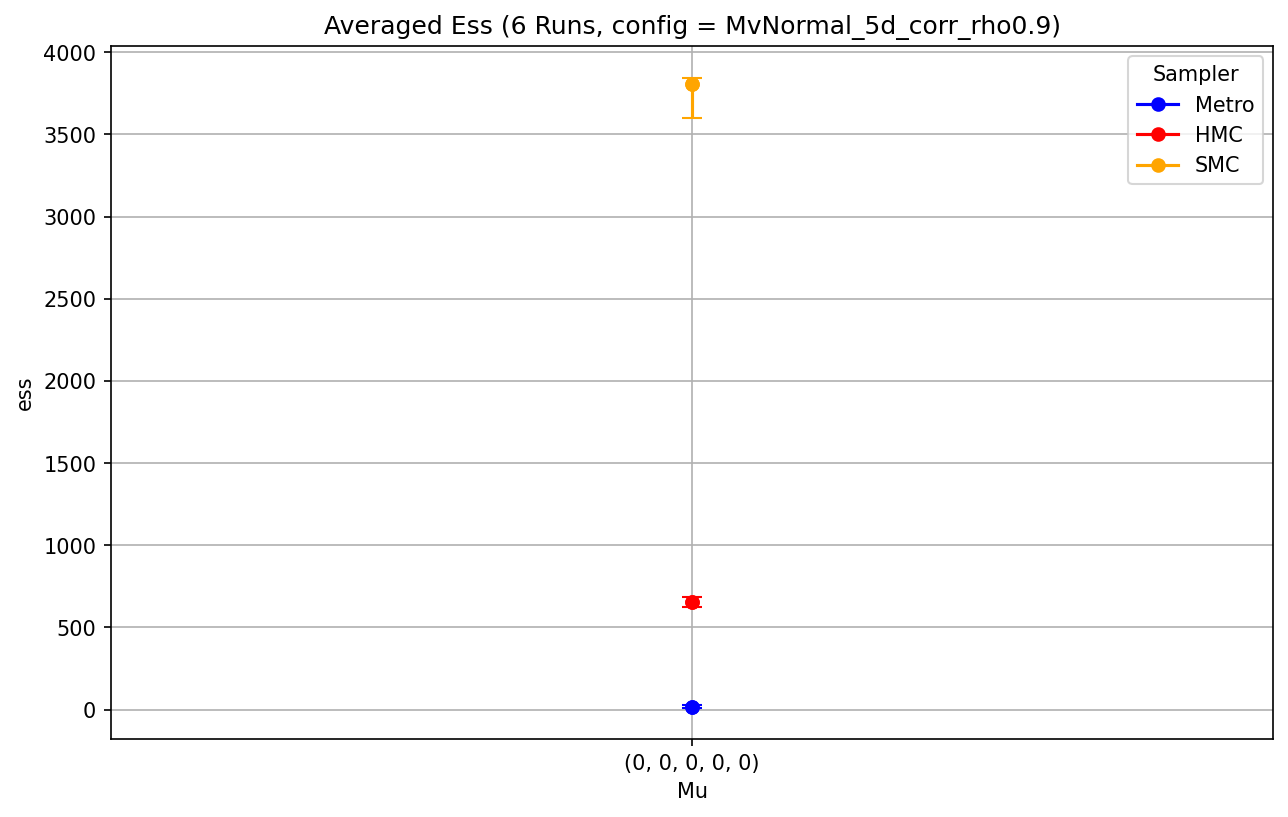 Averaged Ess (6 Runs, config = MvNormal_5d_corr_rho0.9)
4000
3500
3000
2500
2000
1500
1000
500
0
ess
Sampler
Metro
HMC
SMC
(0, 0, 0, 0, 0)
Mu